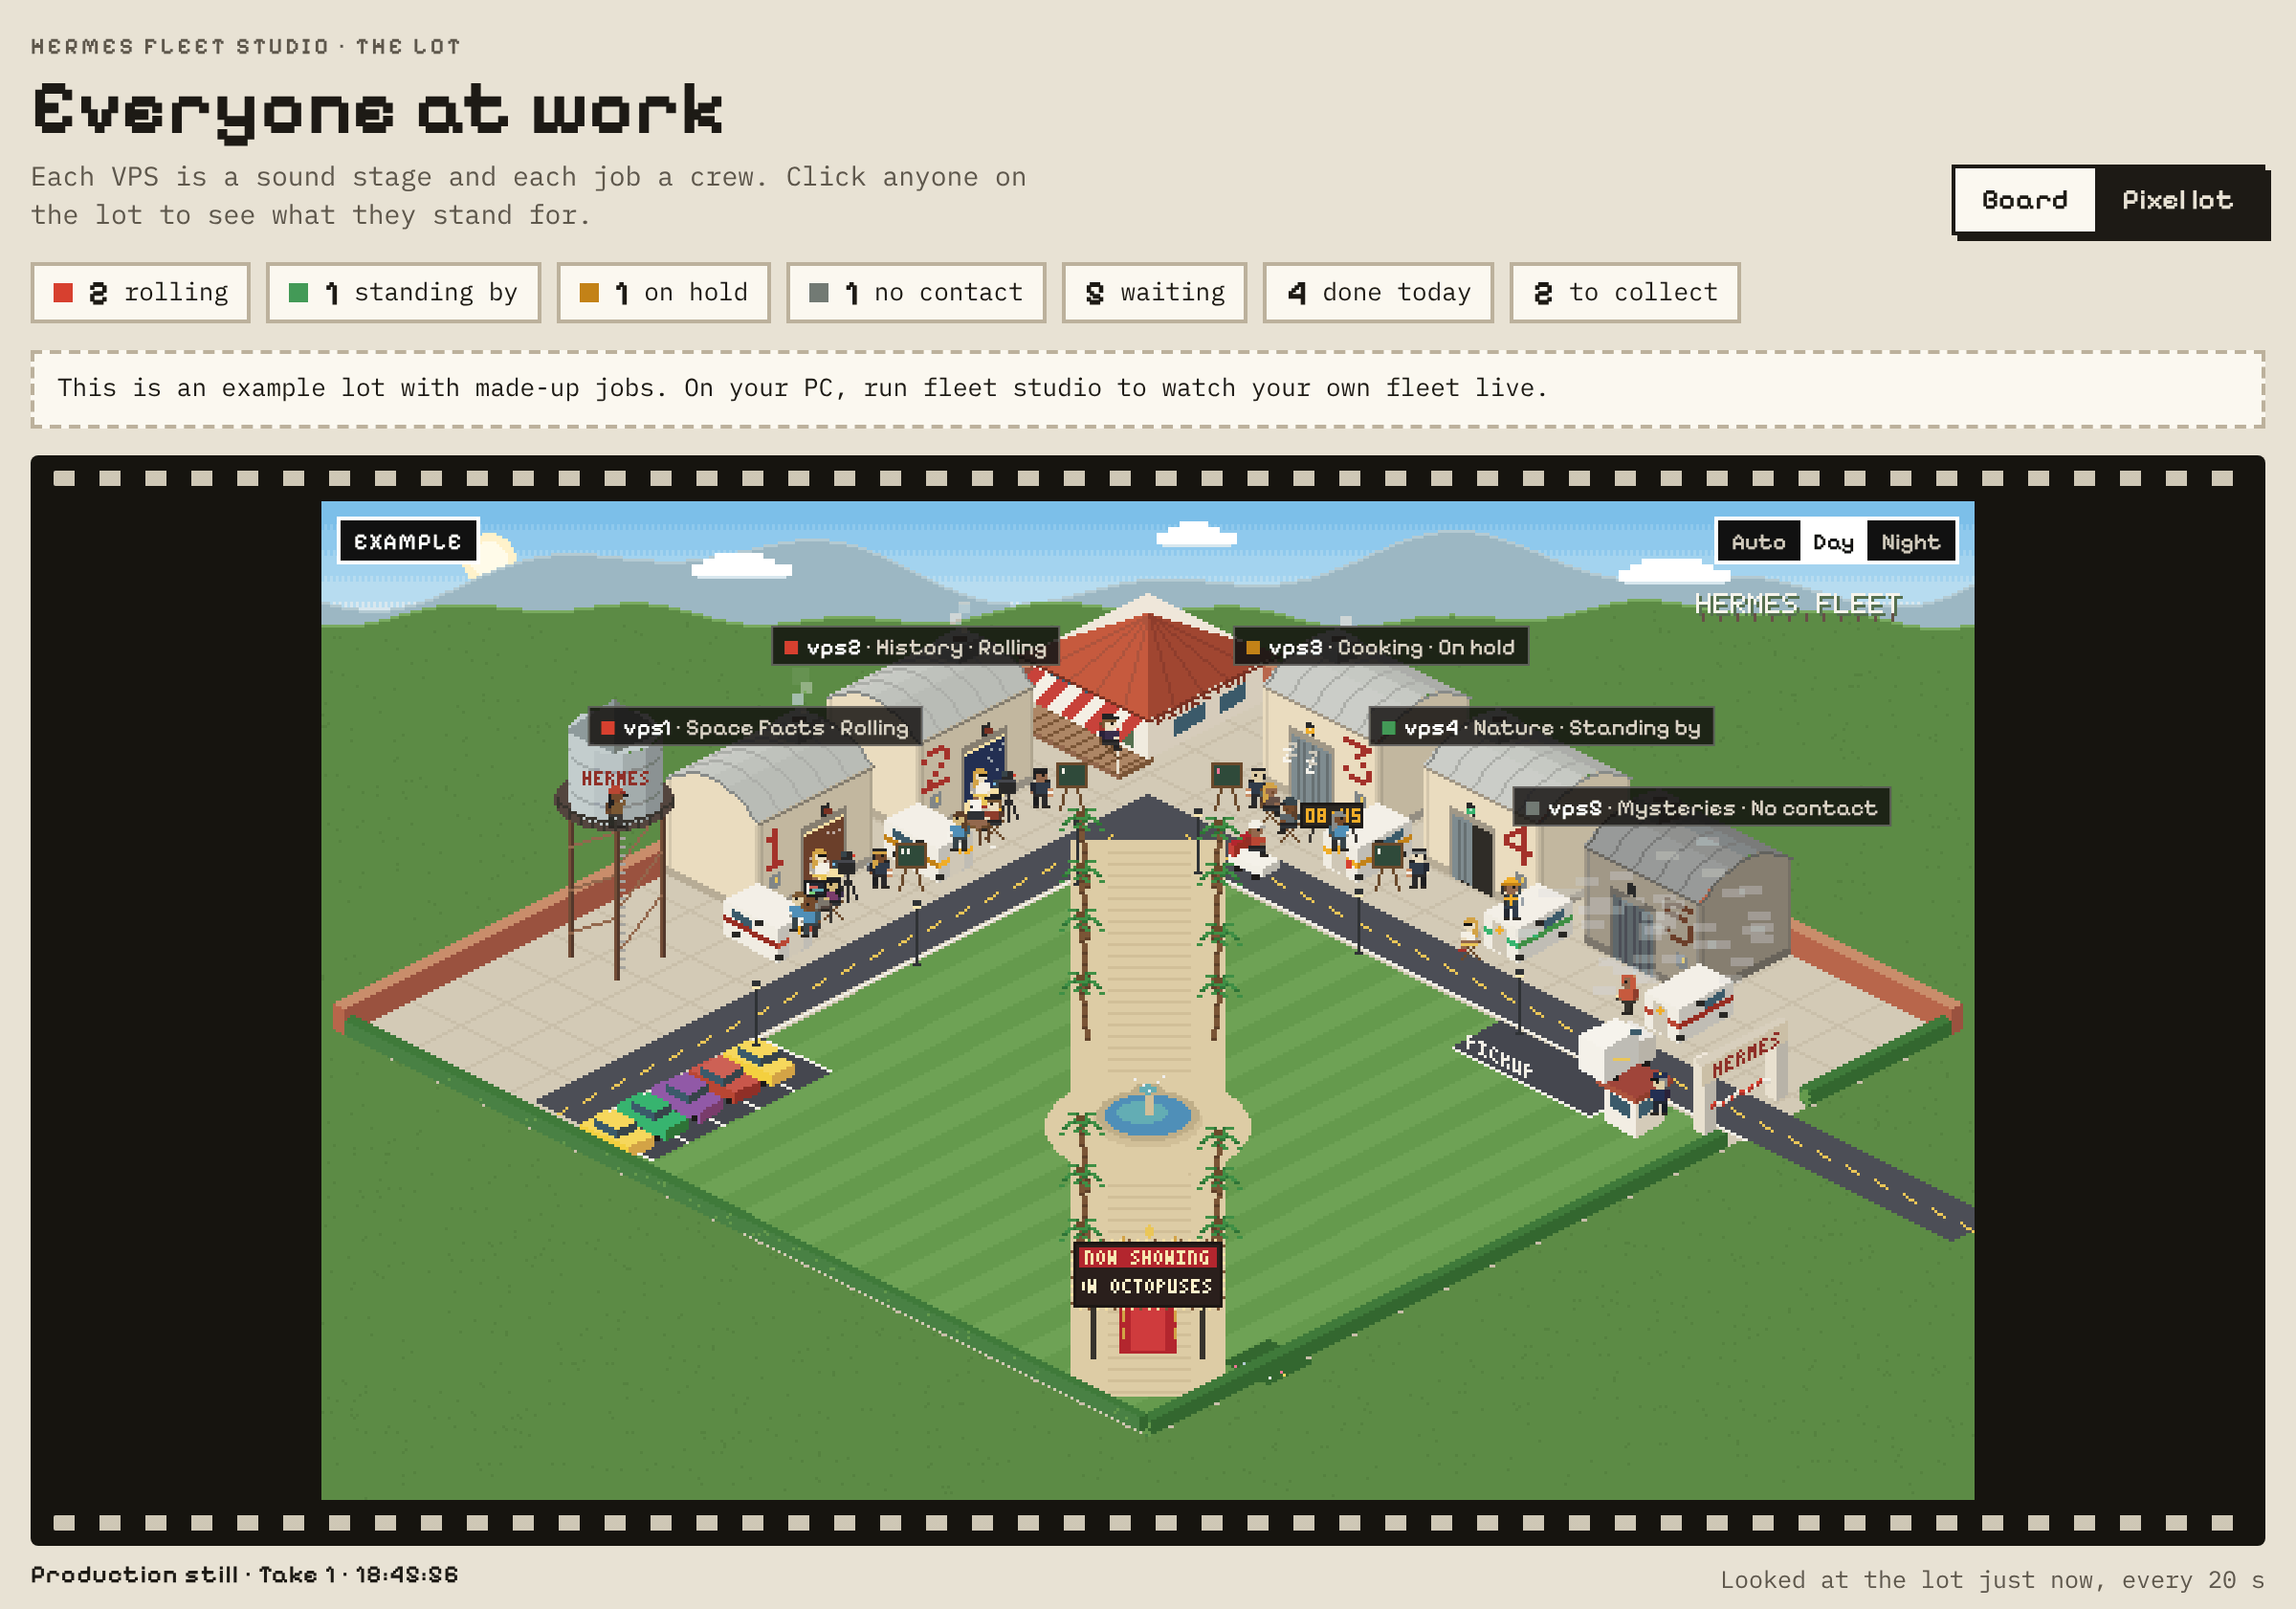 HERMES FLEET STUDIO · THE LOT
Everyone at work
Each VPS is a sound stage and each job a crew. Click anyone on
the lot to see what they stand for.
Board
Pixel lot
2 rolling
1 standing by
1 on hold
1 no contact
5 waiting
4 done today
2 to collect
This is an example lot with made-up jobs. On your PC, run fleet studio to watch your own fleet live.
EXAMPLE
Auto
Day
Night
HERMES FLEET
vps2 · History · Rolling
vps3 · Cooking · On hold
vps1 · Space Facts · Rolling
vps4 · Nature · Standing by
HERMES
2
3
z z
vps5 · Mysteries · No contact
1
4
5
PICKUP
HERMES
NOW SHOWING
OCTOPUSES
Production still · Take 1 · 18:45:56
Looked at the lot just now, every 20 s